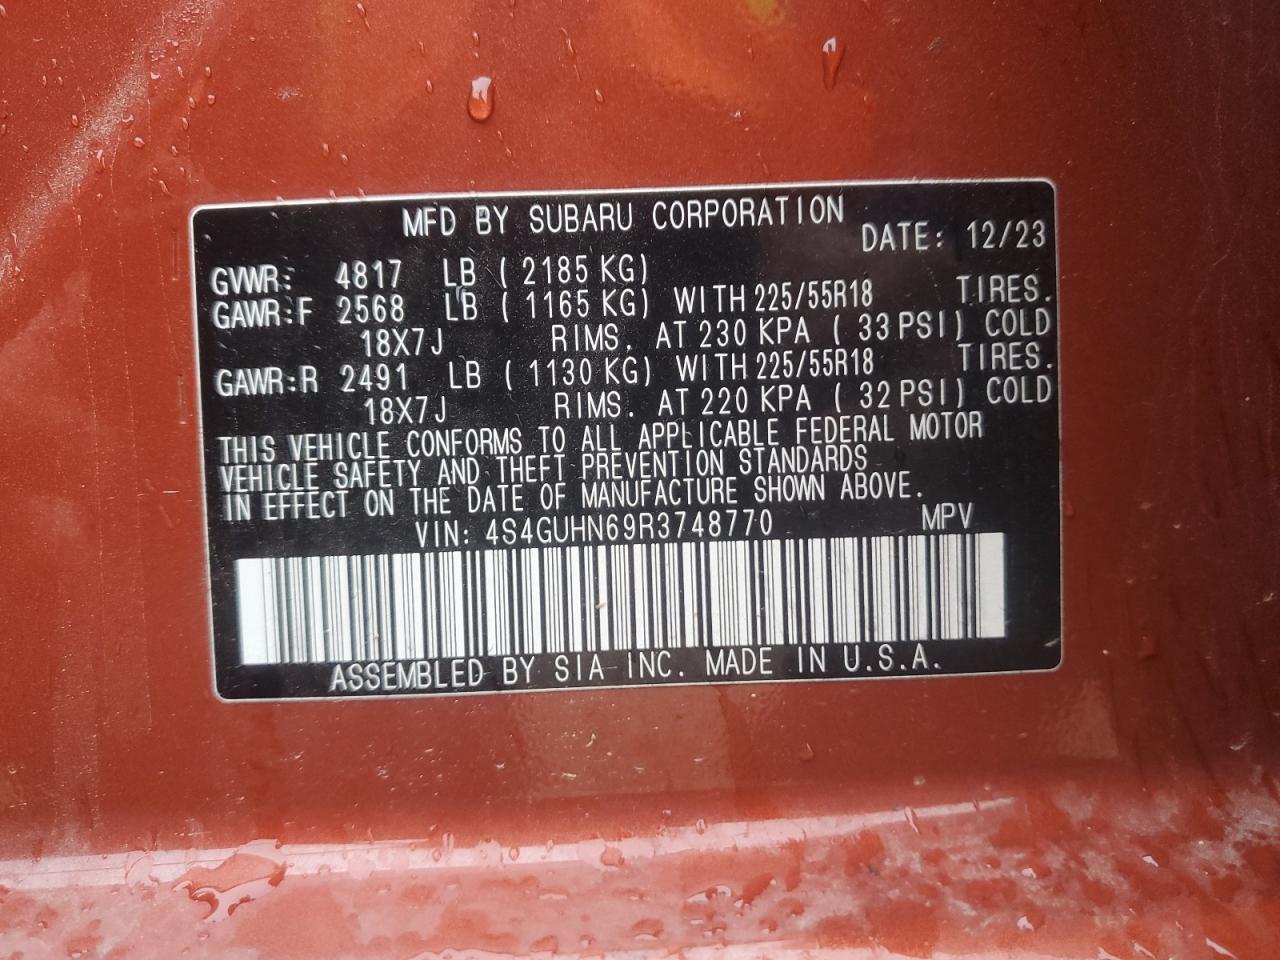 MFD BY SUBARU CORPORATION
DATE: 12/23
GVWR: 4817 LB (2185 KG)
GAWR:F 2568 LB (1165 KG) WITH 225/55R18 TIRES.
18X7J RIMS. AT 230 KPA (33 PSI) COLD
GAWR:R 2491 LB (1130 KG) WITH 225/55R18 TIRES.
18X7J RIMS. AT 220 KPA (32 PSI) COLD
THIS VEHICLE CONFORMS TO ALL APPLICABLE FEDERAL MOTOR
VEHICLE SAFETY AND THEFT PREVENTION STANDARDS
IN EFFECT ON THE DATE OF MANUFACTURE SHOWN ABOVE.
VIN: 4S4GUHN69R3748770 MPV
ASSEMBLED BY SIA INC. MADE IN U.S.A.